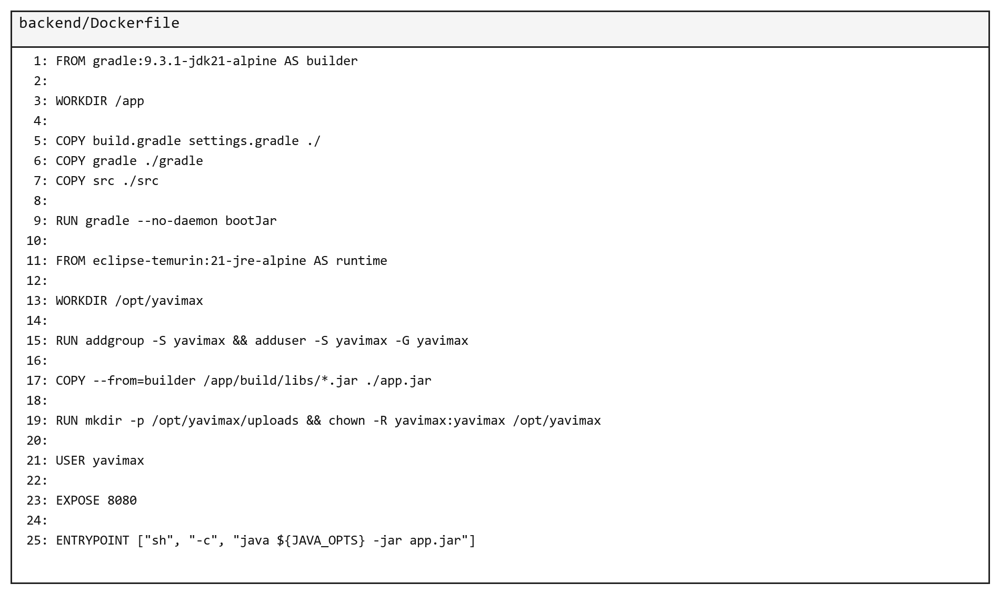 backend/Dockerfile
1: FROM gradle:9.3.1-jdk21-alpine AS builder
2:
3: WORKDIR /app
4:
5: COPY build.gradle settings.gradle ./
6: COPY gradle ./gradle
7: COPY src ./src
8:
9: RUN gradle --no-daemon bootJar
10:
11: FROM eclipse-temurin:21-jre-alpine AS runtime
12:
13: WORKDIR /opt/yavimax
14:
15: RUN addgroup -S yavimax && adduser -S yavimax -G yavimax
16:
17: COPY --from=builder /app/build/libs/*.jar ./app.jar
18:
19: RUN mkdir -p /opt/yavimax/uploads && chown -R yavimax:yavimax /opt/yavimax
20:
21: USER yavimax
22:
23: EXPOSE 8080
24:
25: ENTRYPOINT ["sh", "-c", "java ${JAVA_OPTS} -jar app.jar"]